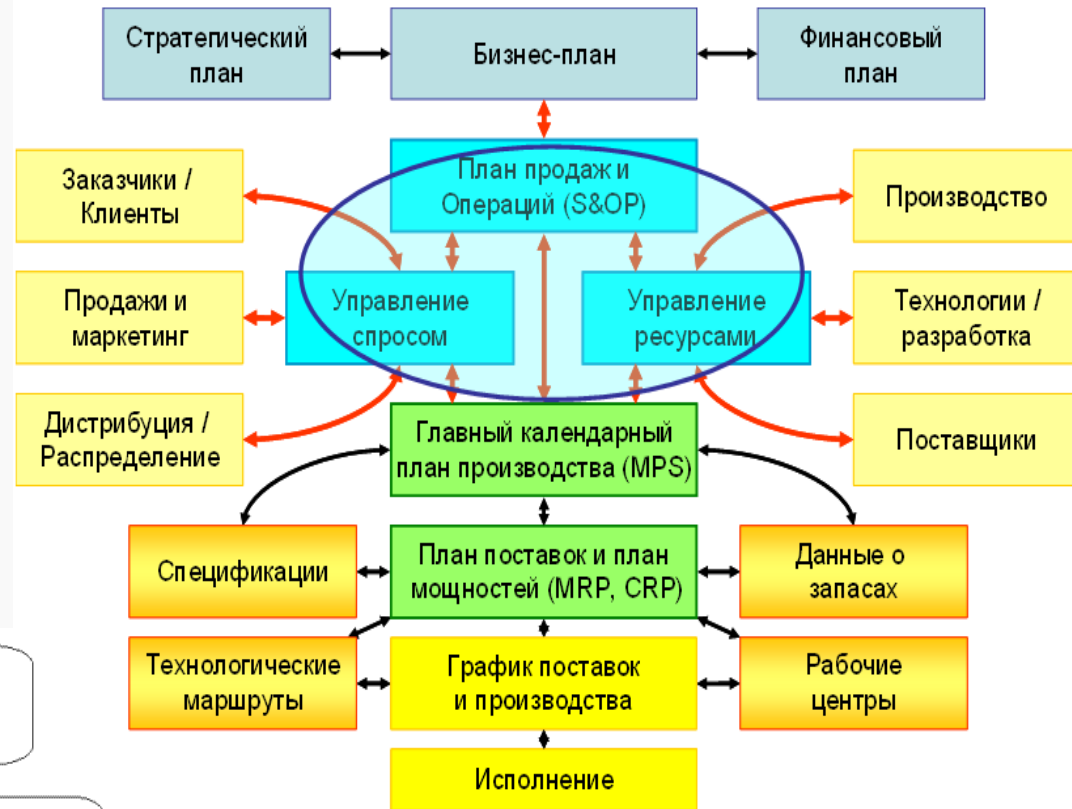 Стратегический
план
Бизнес-план
Финансовый
план
План продаж и
Операций (S&OP)
Заказчики /
Клиенты
Производство
Управление
спросом
Управление
ресурсами
Продажи и
маркетинг
Технологии /
разработка
Дистрибуция /
Распределение
Главный календарный
план производства (MPS)
Поставщики
Спецификации
План поставок и план
мощностей (MRP, CRP)
Данные о
запасах
Технологические
маршруты
График поставок
и производства
Рабочие
центры
Исполнение